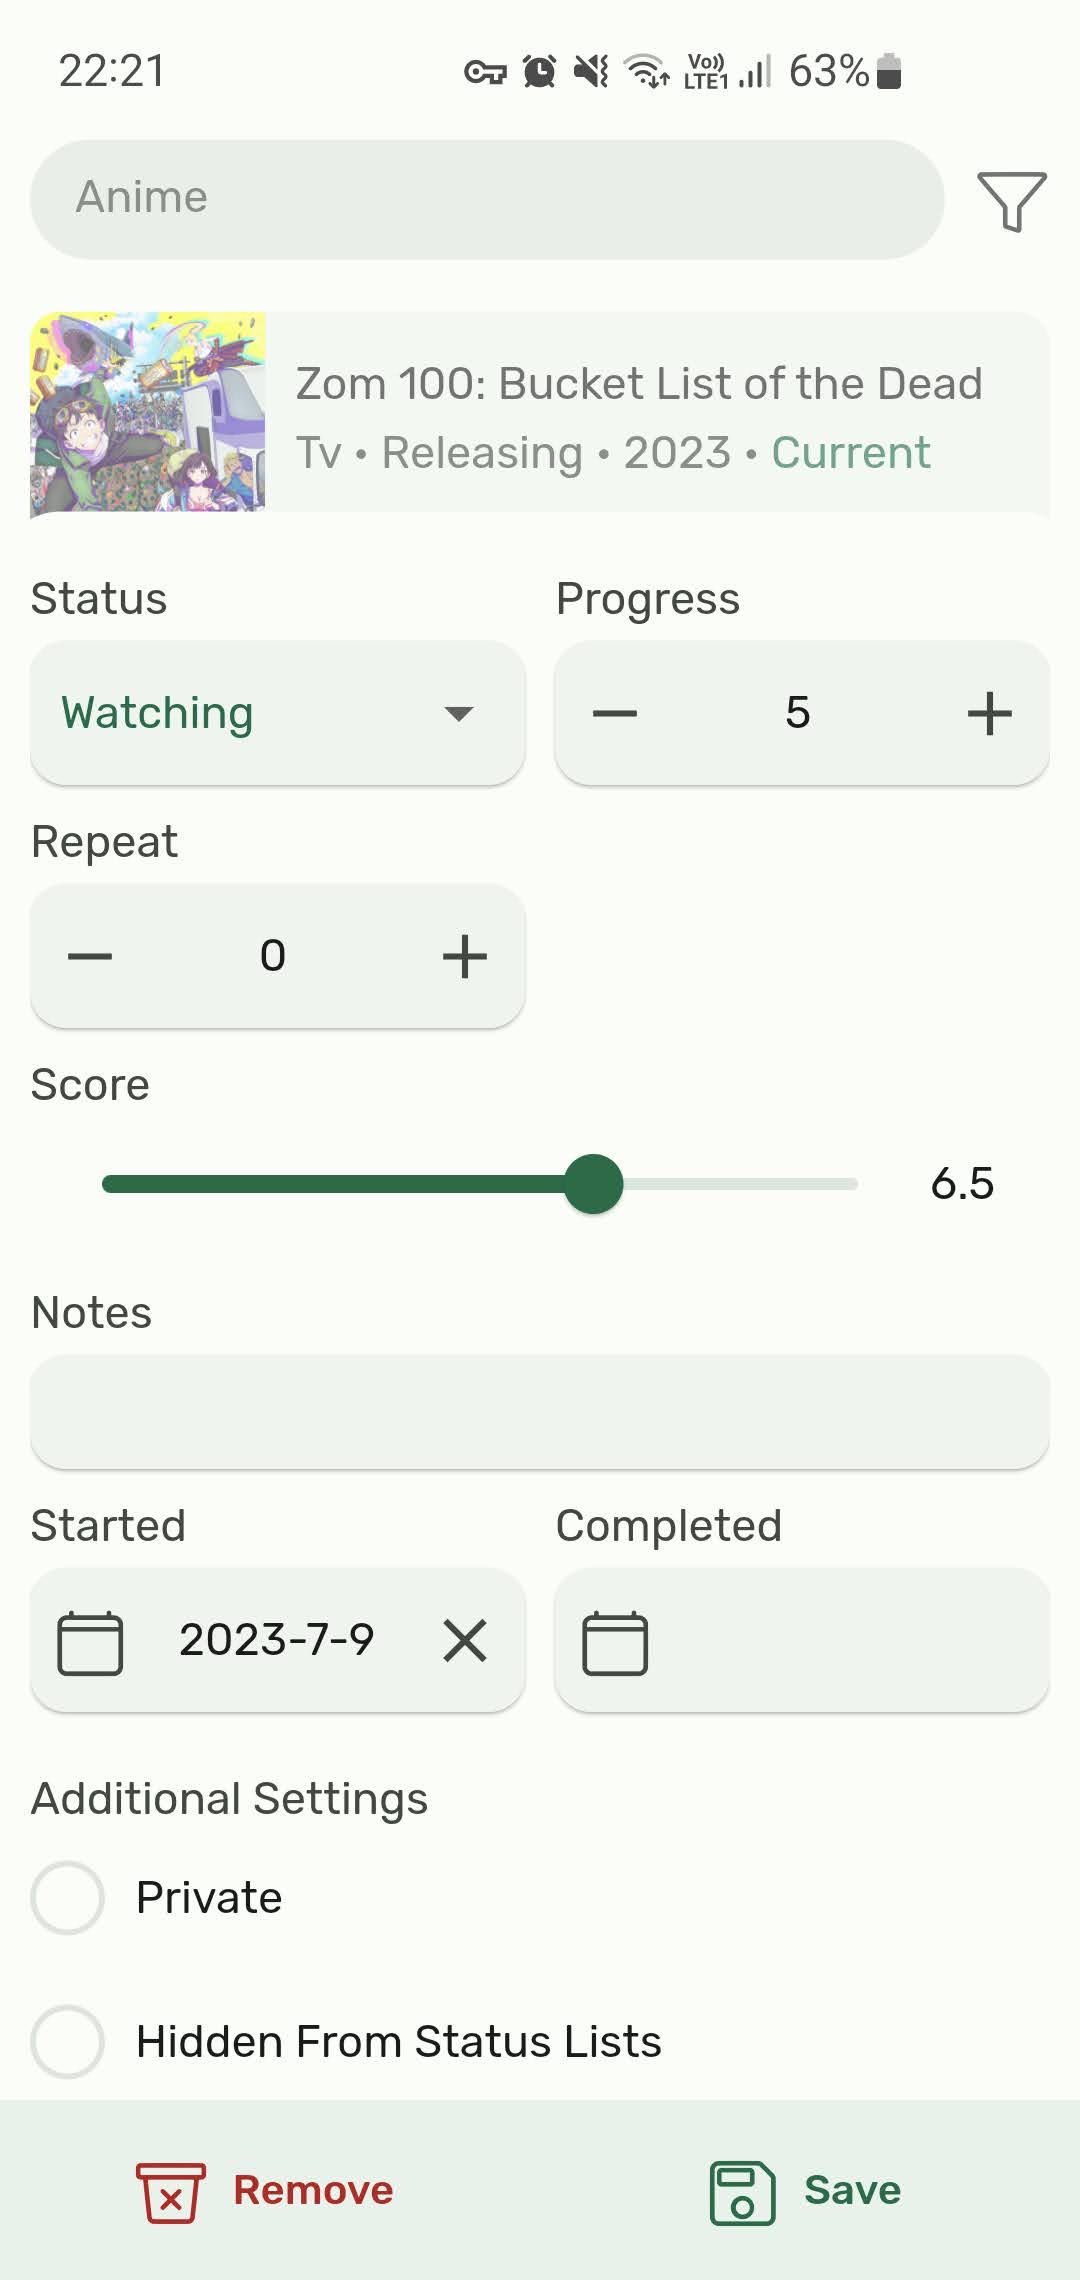 22:21 Vo)) LTE1 63%
Anime
Zom 100: Bucket List of the Dead
Tv • Releasing • 2023 • Current
Status Progress
Watching 5
Repeat
0
Score
6.5
Notes
Started Completed
2023-7-9
Additional Settings
Private
Hidden From Status Lists
Remove Save